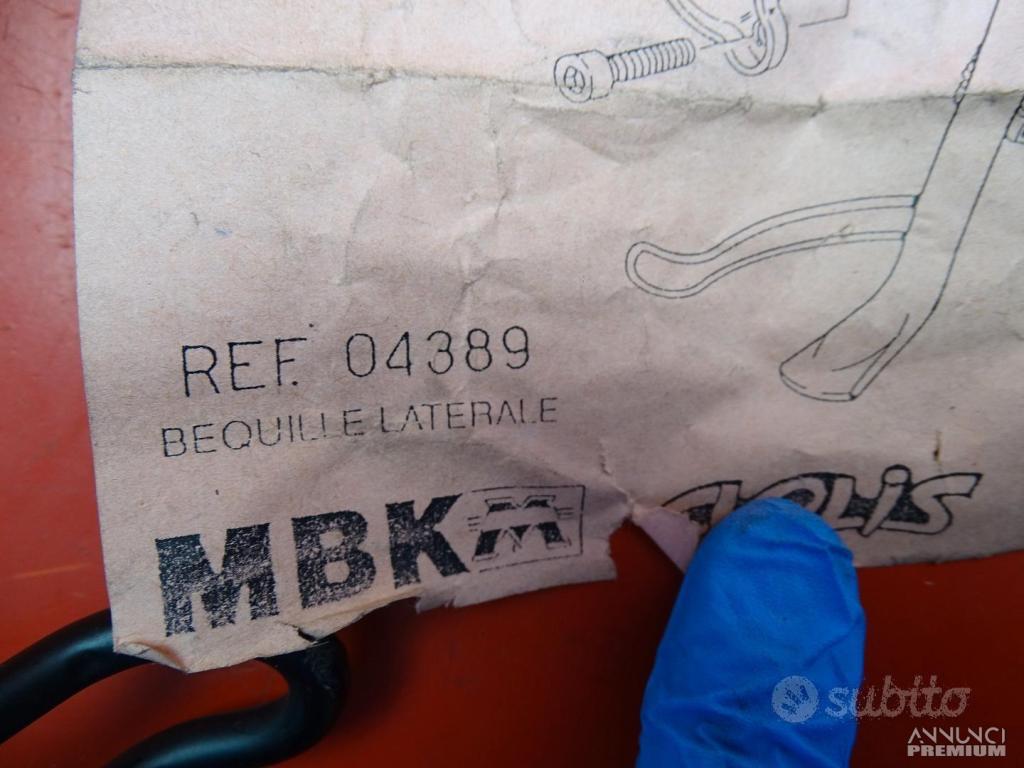 REF. 04389
BEQUILLE LATERALE
MBK
subito
ANNUNCI
PREMIUM